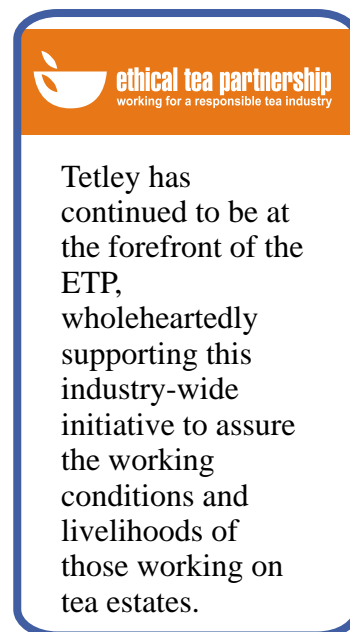 ethical tea partnership
working for a responsible tea industry
Tetley has
continued to be at
the forefront of the
ETP,
wholeheartedly
supporting this
industry-wide
initiative to assure
the working
conditions and
livelihoods of
those working on
tea estates.